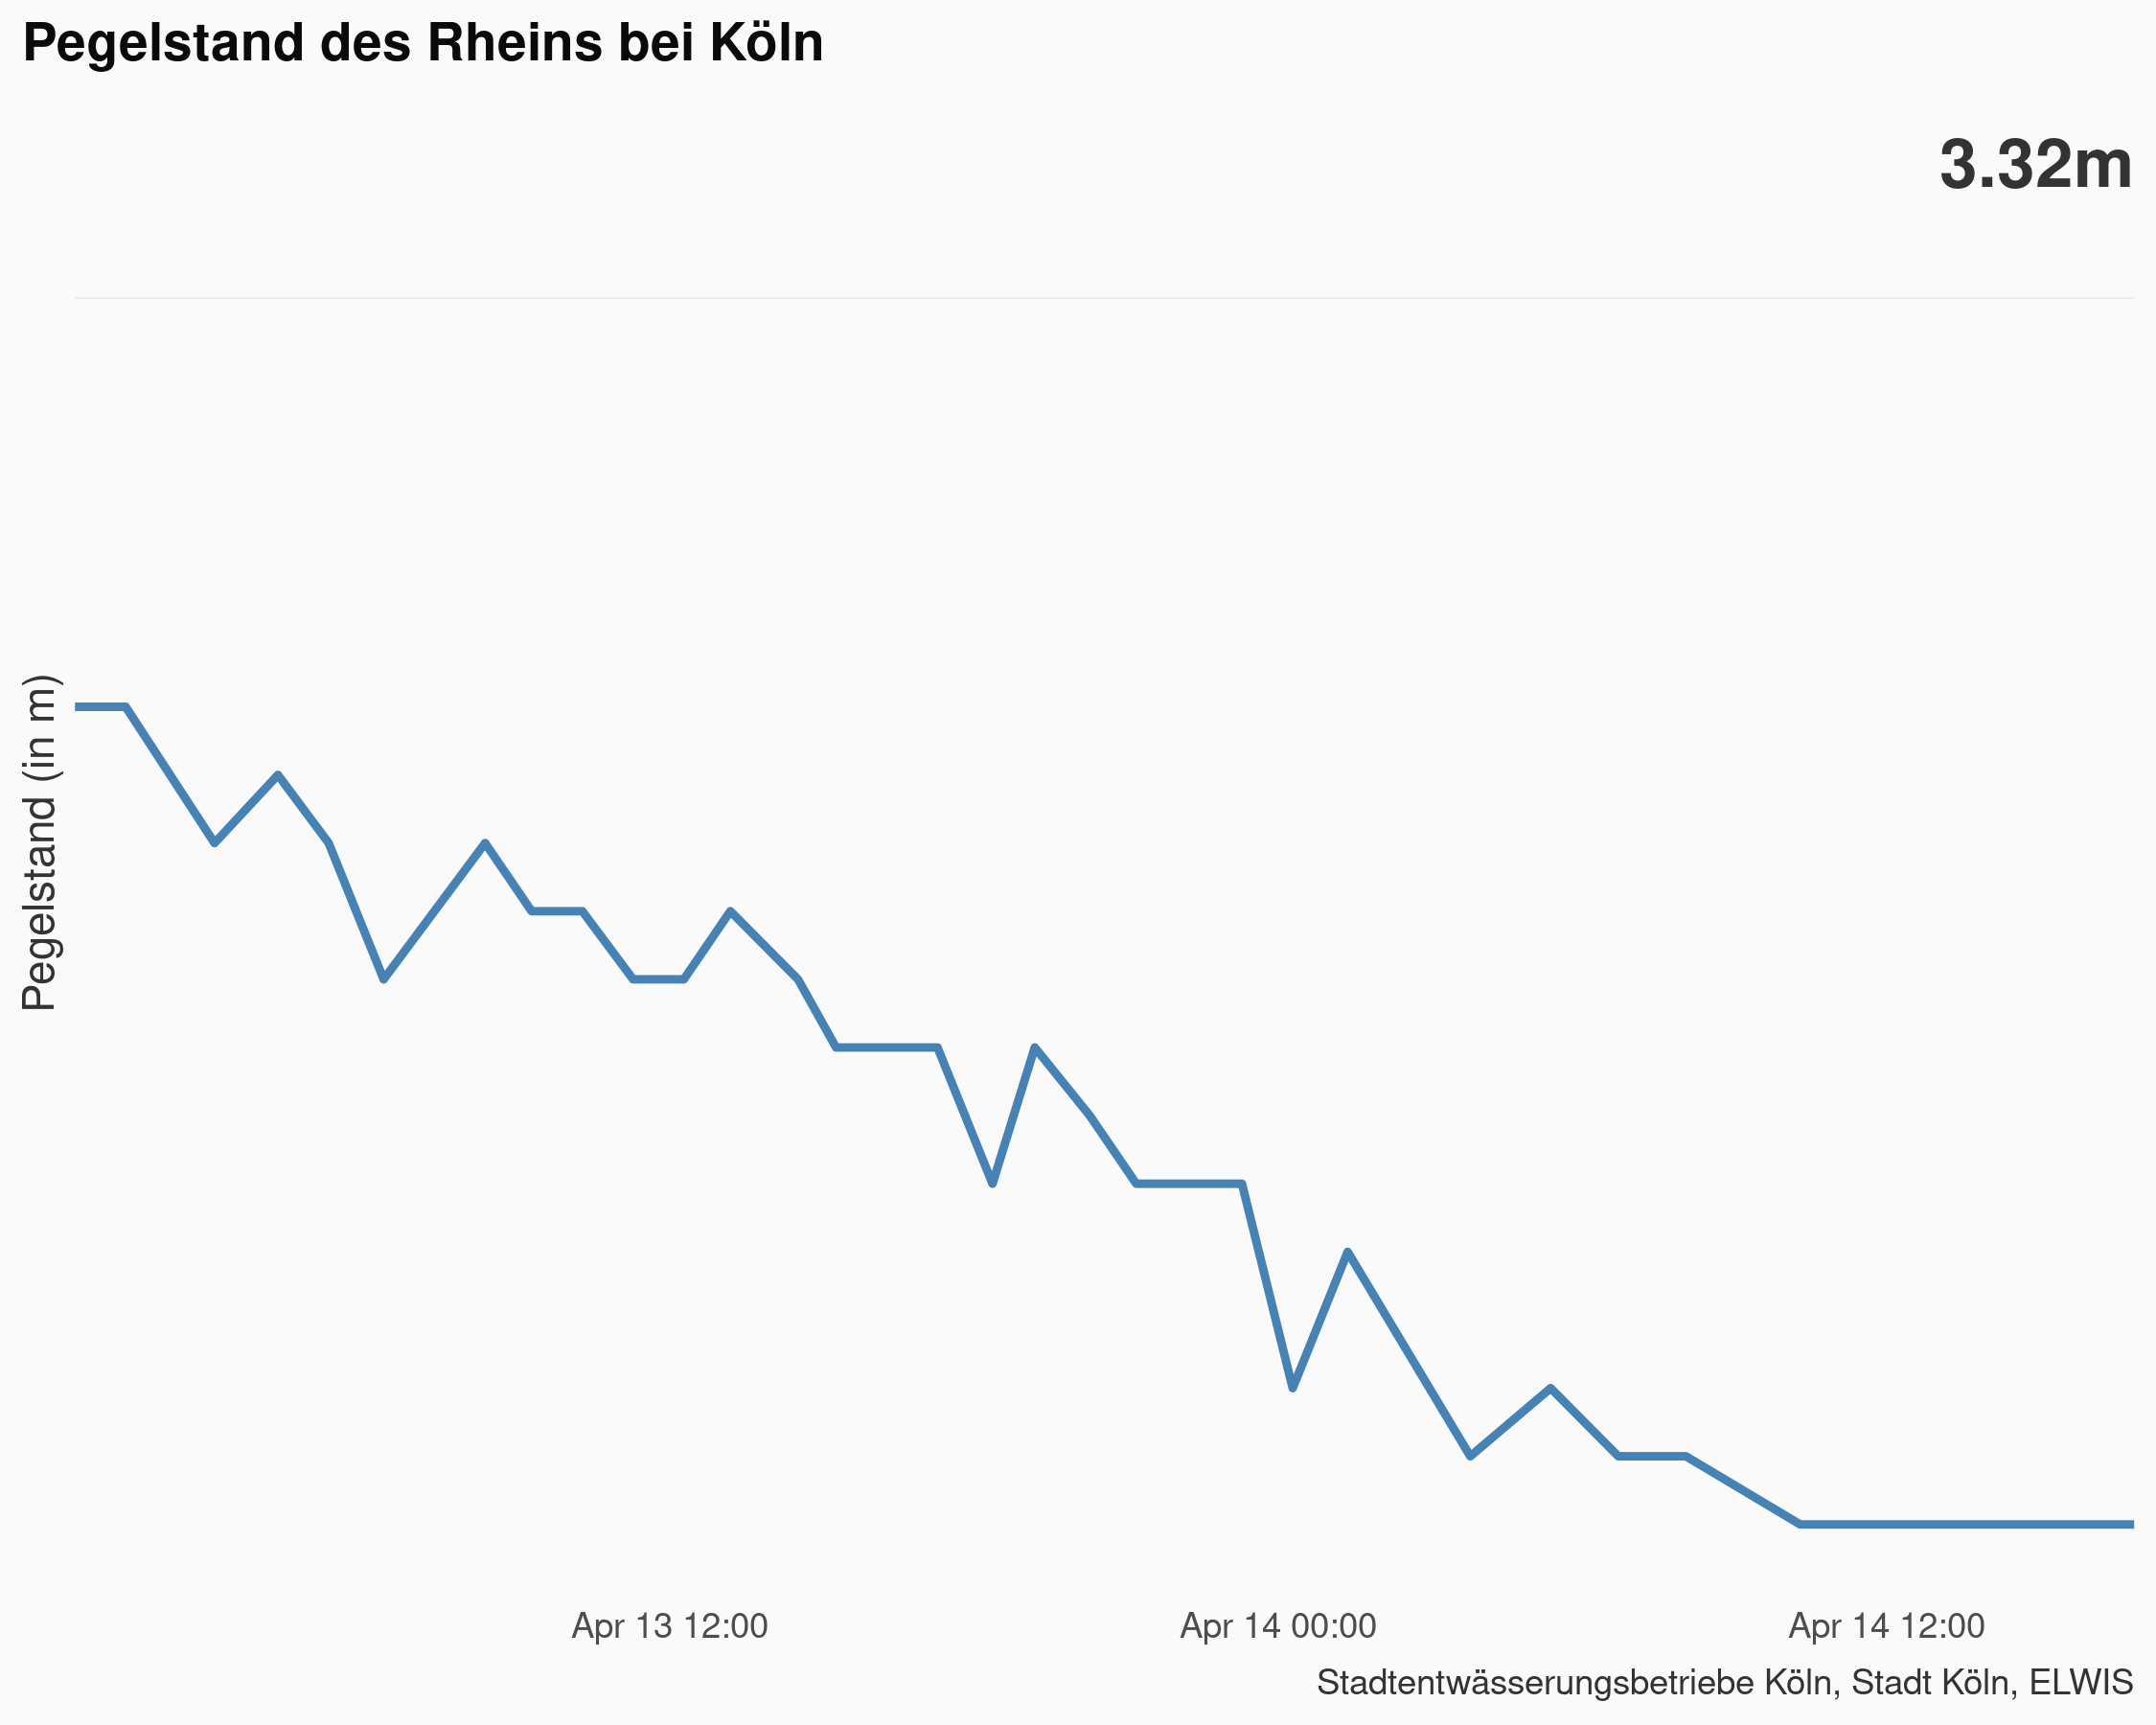 Pegelstand des Rheins bei Köln
3.32m
Pegelstand (in m)
Apr 13 12:00
Apr 14 00:00
Apr 14 12:00
Stadtentwässerungsbetriebe Köln, Stadt Köln, ELWIS